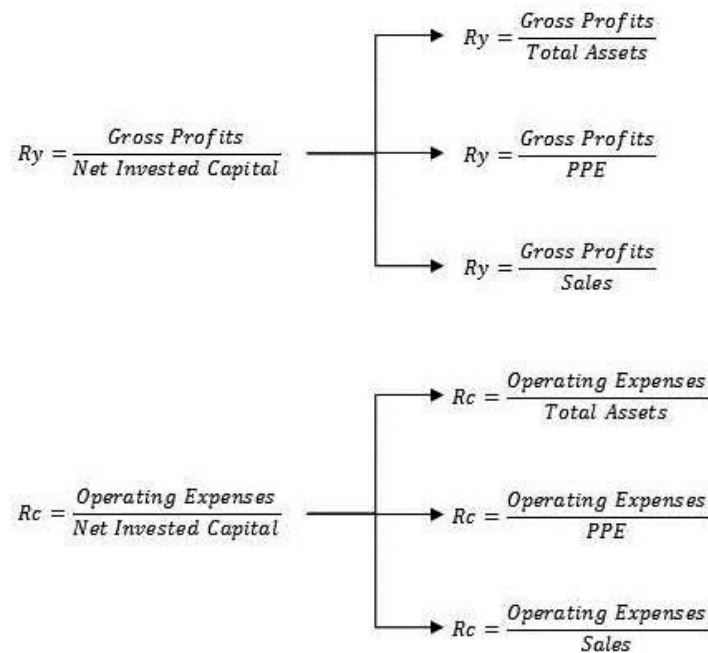 Ry = Gross Profits / Total Assets
Ry = Gross Profits / Net Invested Capital
Ry = Gross Profits / PPE
Ry = Gross Profits / Sales
Rc = Operating Expenses / Total Assets
Rc = Operating Expenses / Net Invested Capital
Rc = Operating Expenses / PPE
Rc = Operating Expenses / Sales